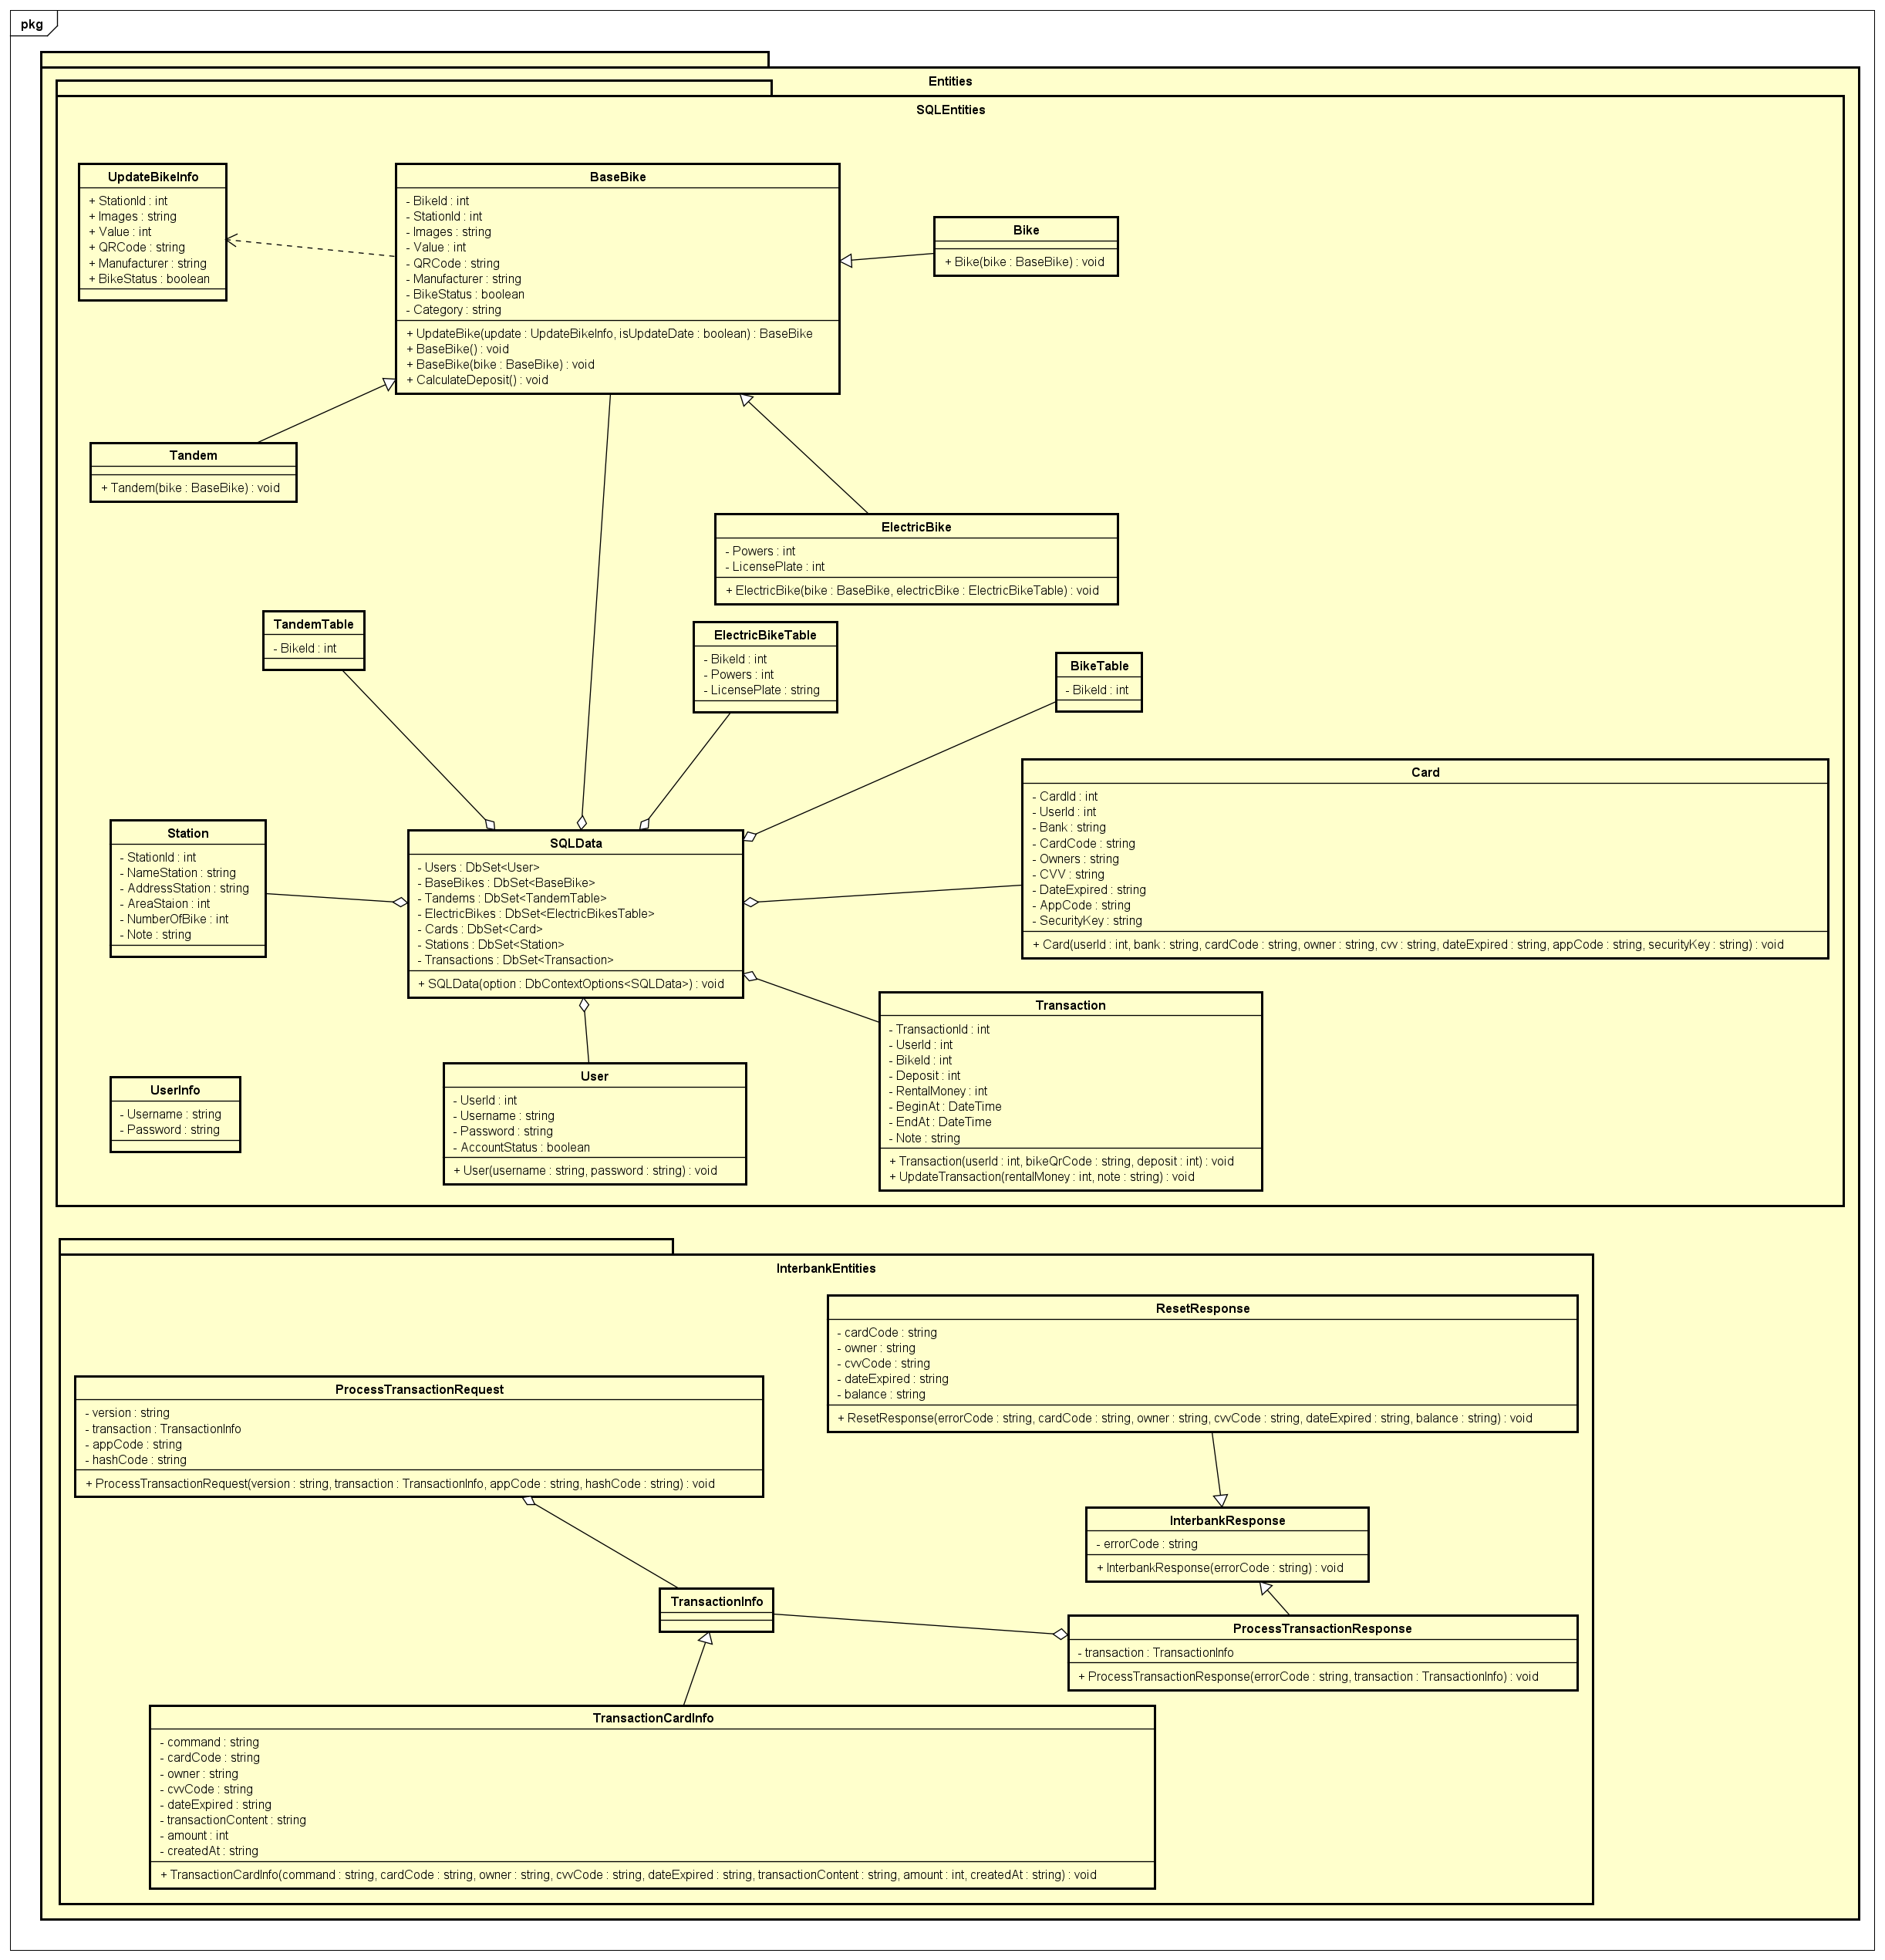 pkg
Entities
SQLEntities
UpdateBikeInfo
+ StationId : int
+ Images : string
+ Value : int
+ QRCode : string
+ Manufacturer : string
+ BikeStatus : boolean
BaseBike
- BikeId : int
- StationId : int
- Images : string
- Value : int
- QRCode : string
- Manufacturer : string
- BikeStatus : boolean
- Category : string
+ UpdateBike(update : UpdateBikeInfo, isUpdateDate : boolean) : BaseBike
+ BaseBike() : void
+ BaseBike(bike : BaseBike) : void
+ CalculateDeposit() : void
Bike
+ Bike(bike : BaseBike) : void
Tandem
+ Tandem(bike : BaseBike) : void
ElectricBike
- Powers : int
- LicensePlate : int
+ ElectricBike(bike : BaseBike, electricBike : ElectricBikeTable) : void
TandemTable
- BikeId : int
ElectricBikeTable
- BikeId : int
- Powers : int
- LicensePlate : string
BikeTable
- BikeId : int
Card
- CardId : int
- UserId : int
- Bank : string
- CardCode : string
- Owners : string
- CVV : string
- DateExpired : string
- AppCode : string
- SecurityKey : string
+ Card(userId : int, bank : string, cardCode : string, owner : string, cvv : string, dateExpired : string, appCode : string, securityKey : string) : void
Station
- StationId : int
- NameStation : string
- AddressStation : string
- AreaStaion : int
- NumberOfBike : int
- Note : string
SQLData
- Users : DbSet<User>
- BaseBikes : DbSet<BaseBike>
- Tandems : DbSet<TandemTable>
- ElectricBikes : DbSet<ElectricBikesTable>
- Cards : DbSet<Card>
- Stations : DbSet<Station>
- Transactions : DbSet<Transaction>
+ SQLData(option : DbContextOptions<SQLData>) : void
Transaction
- TransactionId : int
- UserId : int
- BikeId : int
- Deposit : int
- RentalMoney : int
- BeginAt : DateTime
- EndAt : DateTime
- Note : string
+ Transaction(userId : int, bikeQrCode : string, deposit : int) : void
+ UpdateTransaction(rentalMoney : int, note : string) : void
UserInfo
- Username : string
- Password : string
User
- UserId : int
- Username : string
- Password : string
- AccountStatus : boolean
+ User(username : string, password : string) : void
InterbankEntities
ResetResponse
- cardCode : string
- owner : string
- cvvCode : string
- dateExpired : string
- balance : string
+ ResetResponse(errorCode : string, cardCode : string, owner : string, cvvCode : string, dateExpired : string, balance : string) : void
ProcessTransactionRequest
- version : string
- transaction : TransactionInfo
- appCode : string
- hashCode : string
+ ProcessTransactionRequest(version : string, transaction : TransactionInfo, appCode : string, hashCode : string) : void
InterbankResponse
- errorCode : string
+ InterbankResponse(errorCode : string) : void
TransactionInfo
ProcessTransactionResponse
- transaction : TransactionInfo
+ ProcessTransactionResponse(errorCode : string, transaction : TransactionInfo) : void
TransactionCardInfo
- command : string
- cardCode : string
- owner : string
- cvvCode : string
- dateExpired : string
- transactionContent : string
- amount : int
- createdAt : string
+ TransactionCardInfo(command : string, cardCode : string, owner : string, cvvCode : string, dateExpired : string, transactionContent : string, amount : int, createdAt : string) : void